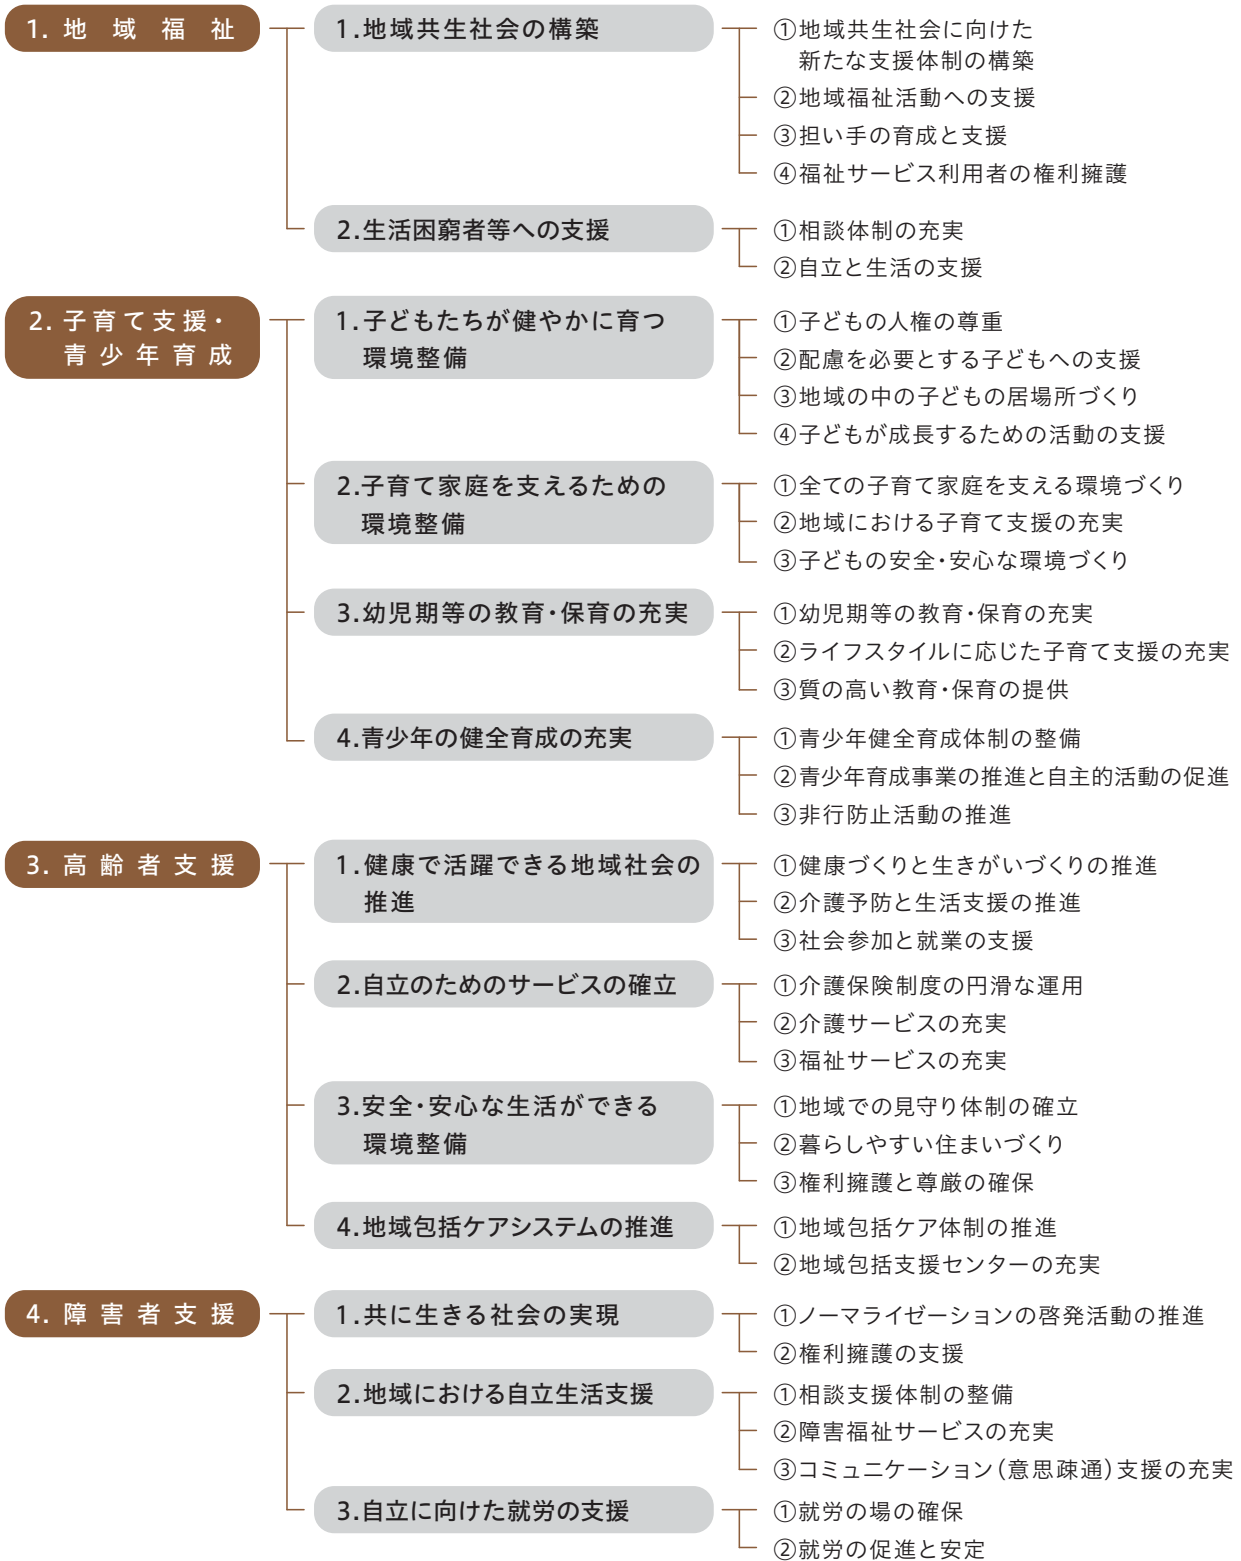 1. 地域福祉
1.地域共生社会の構築
①地域共生社会に向けた
新たな支援体制の構築
②地域福祉活動への支援
③担い手の育成と支援
④福祉サービス利用者の権利擁護
2.生活困窮者等への支援
①相談体制の充実
②自立と生活の支援
2. 子育て支援・
青少年育成
1.子どもたちが健やかに育つ
環境整備
①子どもの人権の尊重
②配慮を必要とする子どもへの支援
③地域の中の子どもの居場所づくり
④子どもが成長するための活動の支援
2.子育て家庭を支えるための
環境整備
①全ての子育て家庭を支える環境づくり
②地域における子育て支援の充実
③子どもの安全・安心な環境づくり
3.幼児期等の教育・保育の充実
①幼児期等の教育・保育の充実
②ライフスタイルに応じた子育て支援の充実
③質の高い教育・保育の提供
4.青少年の健全育成の充実
①青少年健全育成体制の整備
②青少年育成事業の推進と自主的活動の促進
③非行防止活動の推進
3. 高齢者支援
1.健康で活躍できる地域社会の
推進
①健康づくりと生きがいづくりの推進
②介護予防と生活支援の推進
③社会参加と就業の支援
2.自立のためのサービスの確立
①介護保険制度の円滑な運用
②介護サービスの充実
③福祉サービスの充実
3.安全・安心な生活ができる
環境整備
①地域での見守り体制の確立
②暮らしやすい住まいづくり
③権利擁護と尊厳の確保
4.地域包括ケアシステムの推進
①地域包括ケア体制の推進
②地域包括支援センターの充実
4. 障害者支援
1.共に生きる社会の実現
①ノーマライゼーションの啓発活動の推進
②権利擁護の支援
2.地域における自立生活支援
①相談支援体制の整備
②障害福祉サービスの充実
③コミュニケーション(意思疎通)支援の充実
3.自立に向けた就労の支援
①就労の場の確保
②就労の促進と安定